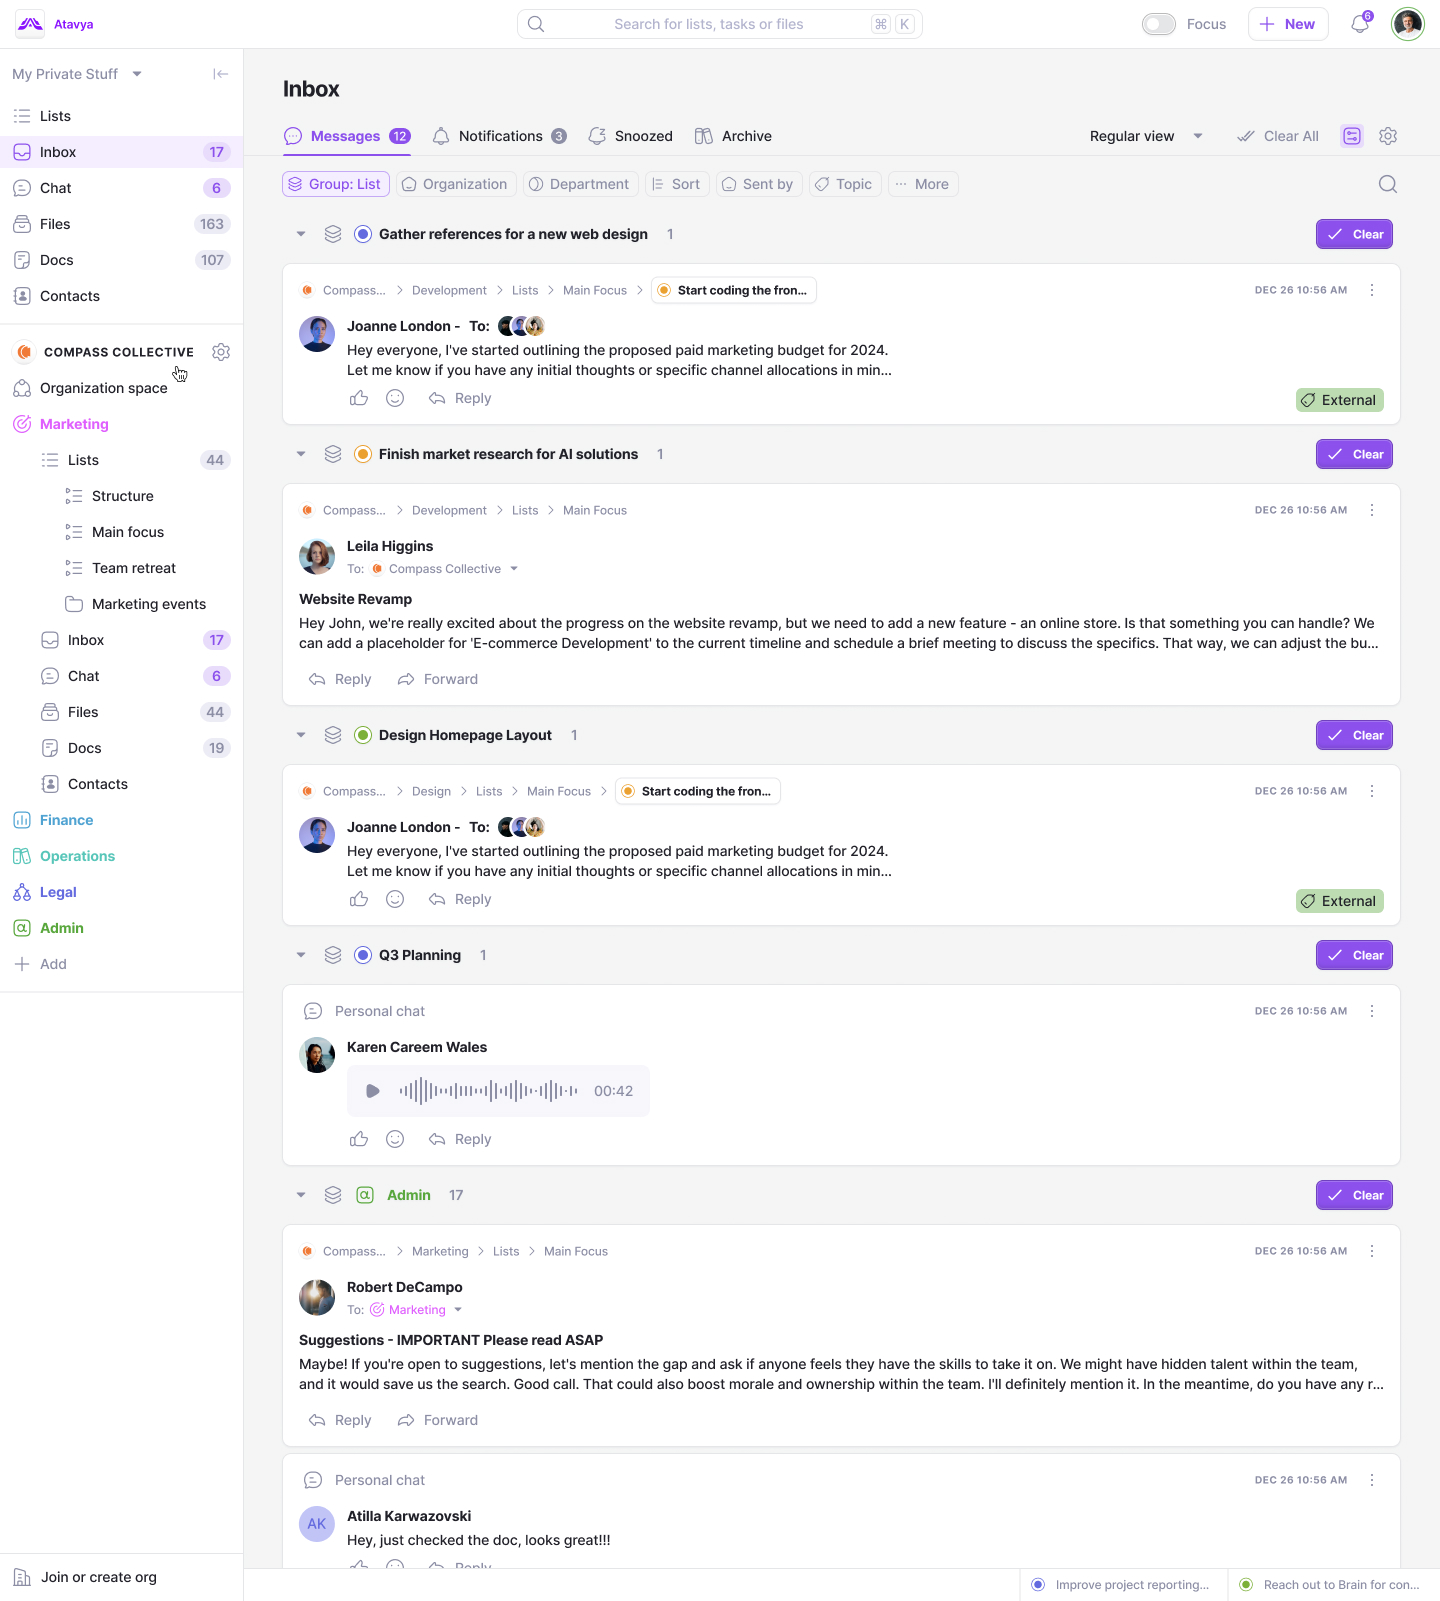 Atavya
Search for lists, tasks or files
⌘ K
Focus
New
6
My Private Stuff
Lists
Inbox 17
Chat 6
Files 163
Docs 107
Contacts
COMPASS COLLECTIVE
Organization space
Marketing
Lists 44
Structure
Main focus
Team retreat
Marketing events
Inbox 17
Chat 6
Files 44
Docs 19
Contacts
Finance
Operations
Legal
Admin
Add
Join or create org
Inbox
Messages 12
Notifications 3
Snoozed
Archive
Regular view
Clear All
Group: List
Organization
Department
Sort
Sent by
Topic
More
Gather references for a new web design 1
Clear
Compass... > Development > Lists > Main Focus > Start coding the fron...
DEC 26 10:56 AM
Joanne London - To:
Hey everyone, I've started outlining the proposed paid marketing budget for 2024.
Let me know if you have any initial thoughts or specific channel allocations in min...
Reply
External
Finish market research for AI solutions 1
Clear
Compass... > Development > Lists > Main Focus
DEC 26 10:56 AM
Leila Higgins
To: Compass Collective
Website Revamp
Hey John, we're really excited about the progress on the website revamp, but we need to add a new feature - an online store. Is that something you can handle? We
can add a placeholder for 'E-commerce Development' to the current timeline and schedule a brief meeting to discuss the specifics. That way, we can adjust the bu...
Reply
Forward
Design Homepage Layout 1
Clear
Compass... > Design > Lists > Main Focus > Start coding the fron...
DEC 26 10:56 AM
Joanne London - To:
Hey everyone, I've started outlining the proposed paid marketing budget for 2024.
Let me know if you have any initial thoughts or specific channel allocations in min...
Reply
External
Q3 Planning 1
Clear
Personal chat
DEC 26 10:56 AM
Karen Careem Wales
00:42
Reply
Admin 17
Clear
Compass... > Marketing > Lists > Main Focus
DEC 26 10:56 AM
Robert DeCampo
To: Marketing
Suggestions - IMPORTANT Please read ASAP
Maybe! If you're open to suggestions, let's mention the gap and ask if anyone feels they have the skills to take it on. We might have hidden talent within the team,
and it would save us the search. Good call. That could also boost morale and ownership within the team. I'll definitely mention it. In the meantime, do you have any r...
Reply
Forward
Personal chat
DEC 26 10:56 AM
AK
Atilla Karwazovski
Hey, just checked the doc, looks great!!!
Reply
Improve project reporting...
Reach out to Brain for con...